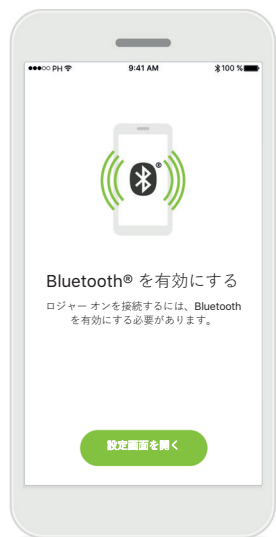 ●●●○○ PH 9:41 AM 100 %
Bluetooth® を有効にする
ロジャー オンを接続するには、Bluetooth
を有効にする必要があります。
設定画面を開く